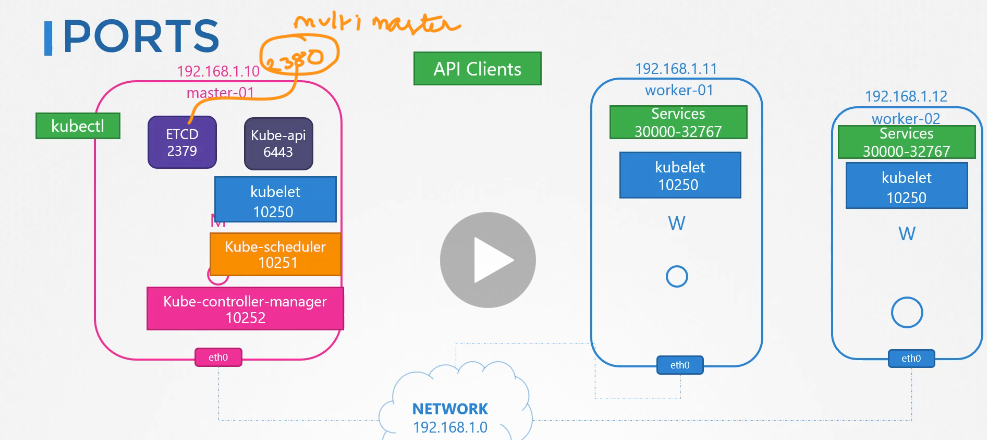 PORTS
multi master
2380
192.168.1.10
master-01
kubectl
ETCD
2379
Kube-api
6443
kubelet
10250
M
Kube-scheduler
10251
Kube-controller-manager
10252
eth0
API Clients
192.168.1.11
worker-01
Services
30000-32767
kubelet
10250
W
eth0
192.168.1.12
worker-02
Services
30000-32767
kubelet
10250
W
eth0
NETWORK
192.168.1.0